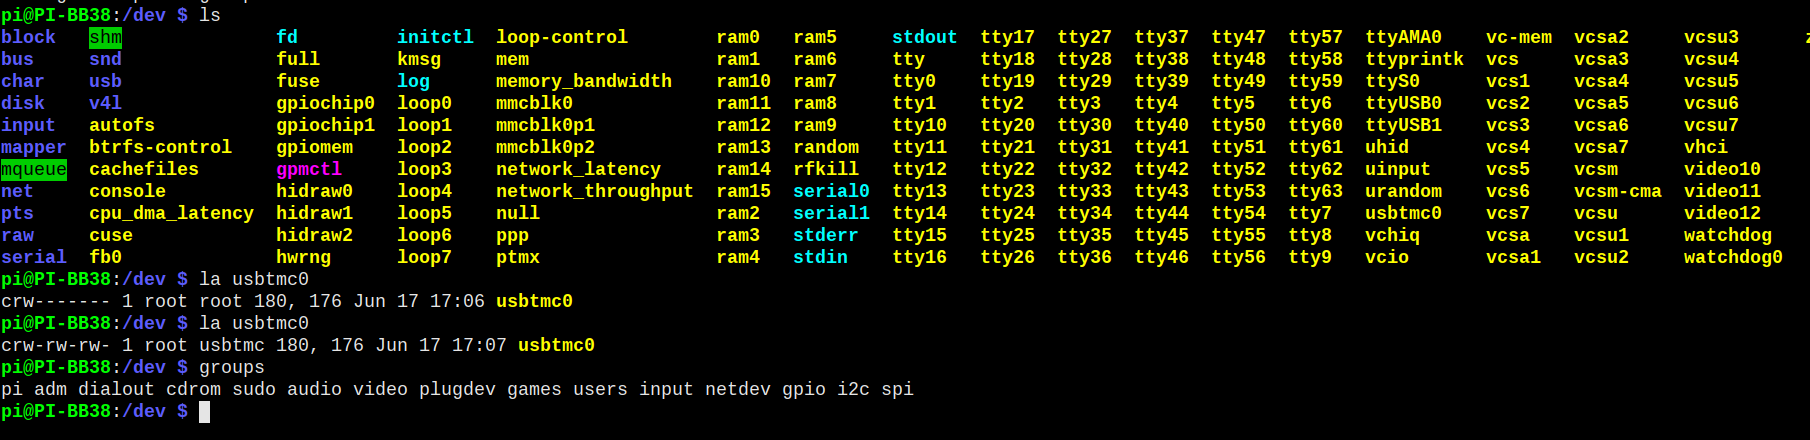 pi@PI-BB38:/dev $ ls
block shm fd initctl loop-control ram0 ram5 stdout tty17 tty27 tty37 tty47 tty57 ttyAMA0 vc-mem vcsa2 vcsu3
bus snd full kmsg mem ram1 ram6 tty tty18 tty28 tty38 tty48 tty58 ttyprintk vcs vcsa3 vcsu4
char usb fuse log memory_bandwidth ram10 ram7 tty0 tty19 tty29 tty39 tty49 tty59 ttyS0 vcs1 vcsa4 vcsu5
disk v4l gpiochip0 loop0 mmcblk0 ram11 ram8 tty1 tty2 tty3 tty4 tty5 tty6 ttyUSB0 vcs2 vcsa5 vcsu6
input autofs gpiochip1 loop1 mmcblk0p1 ram12 ram9 tty10 tty20 tty30 tty40 tty50 tty60 ttyUSB1 vcs3 vcsa6 vcsu7
mapper btrfs-control gpiomem loop2 mmcblk0p2 ram13 random tty11 tty21 tty31 tty41 tty51 tty61 uhid vcs4 vcsa7 vhci
mqueue cachefiles gpmctl loop3 network_latency ram14 rfkill tty12 tty22 tty32 tty42 tty52 tty62 uinput vcs5 vcsm video10
net console hidraw0 loop4 network_throughput ram15 serial0 tty13 tty23 tty33 tty43 tty53 tty63 urandom vcs6 vcsm-cma video11
pts cpu_dma_latency hidraw1 loop5 null ram2 serial1 tty14 tty24 tty34 tty44 tty54 tty7 usbtmc0 vcs7 vcsu video12
raw cuse hidraw2 loop6 ppp ram3 stderr tty15 tty25 tty35 tty45 tty55 tty8 vchiq vcsa vcsu1 watchdog
serial fb0 hwrng loop7 ptmx ram4 stdin tty16 tty26 tty36 tty46 tty56 tty9 vcio vcsa1 vcsu2 watchdog0
pi@PI-BB38:/dev $ la usbtmc0
crw------- 1 root root 180, 176 Jun 17 17:06 usbtmc0
pi@PI-BB38:/dev $ la usbtmc0
crw-rw-rw- 1 root usbtmc 180, 176 Jun 17 17:07 usbtmc0
pi@PI-BB38:/dev $ groups
pi adm dialout cdrom sudo audio video plugdev games users input netdev gpio i2c spi
pi@PI-BB38:/dev $